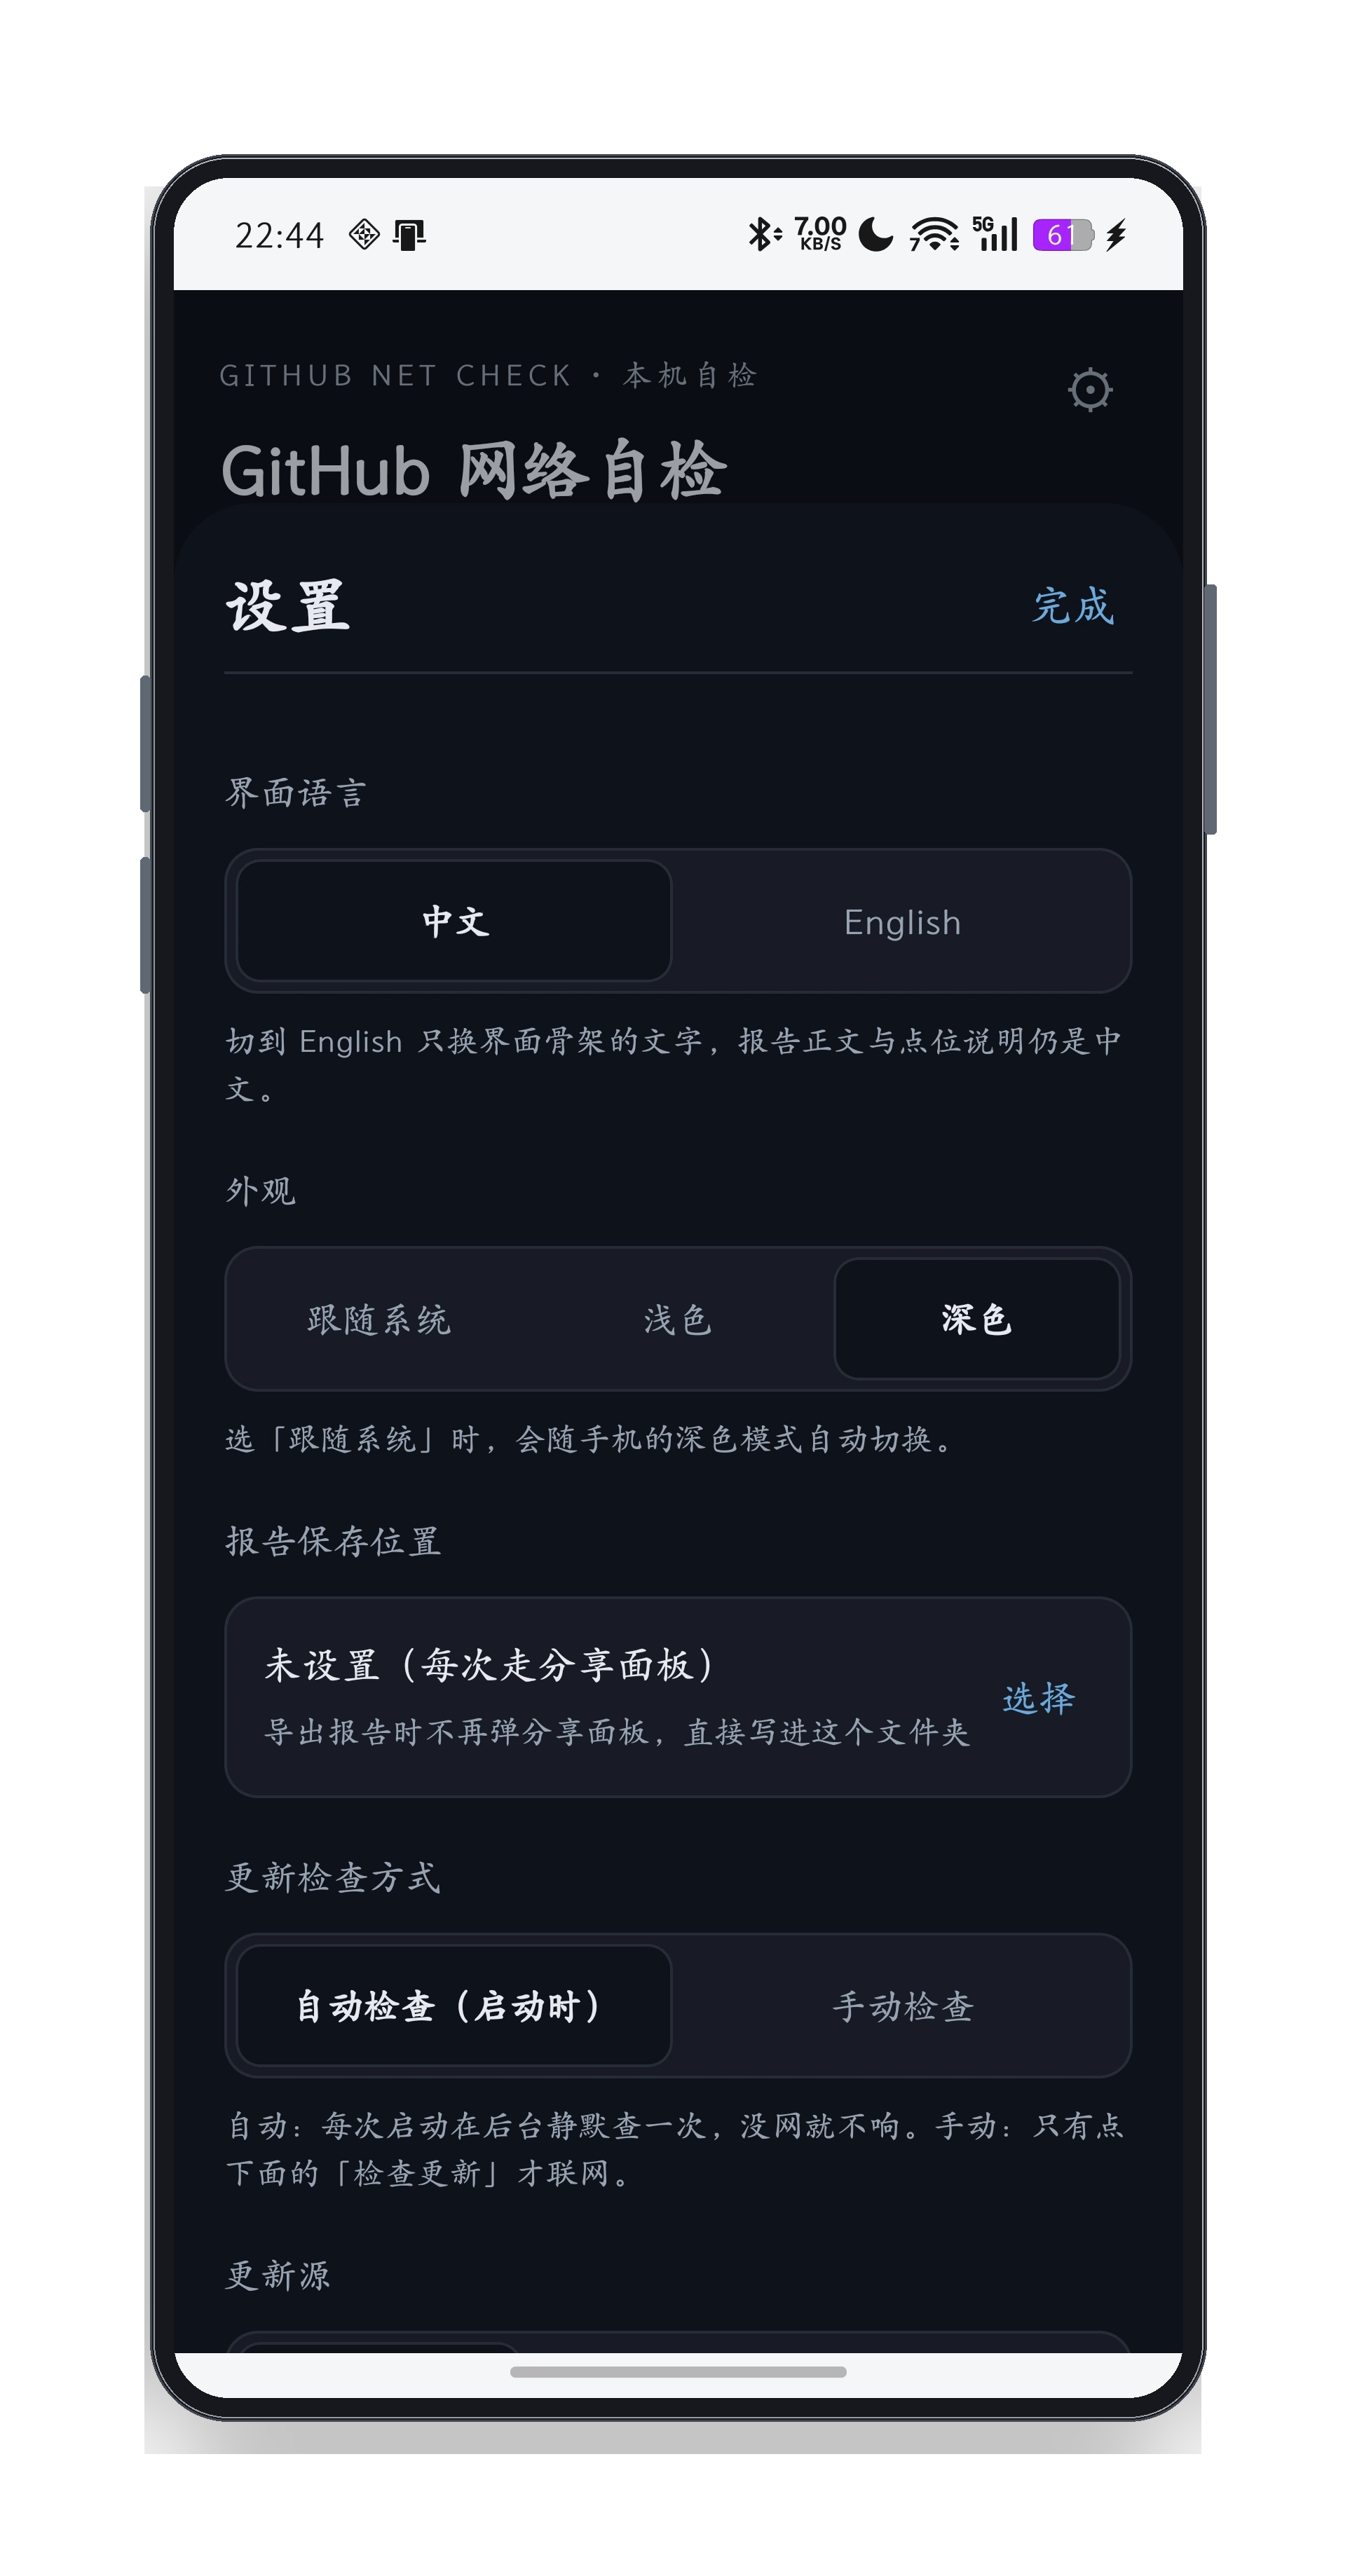 22:44
7.00
KB/S
7
5G
61
GITHUB NET CHECK · 本机自检
GitHub 网络自检
设置
完成
界面语言
中文
English
切到 English 只换界面骨架的文字，报告正文与点位说明仍是中
文。
外观
跟随系统
浅色
深色
选「跟随系统」时，会随手机的深色模式自动切换。
报告保存位置
未设置（每次走分享面板）
导出报告时不再弹分享面板，直接写进这个文件夹
选择
更新检查方式
自动检查（启动时）
手动检查
自动：每次启动在后台静默查一次，没网就不响。手动：只有点
下面的「检查更新」才联网。
更新源